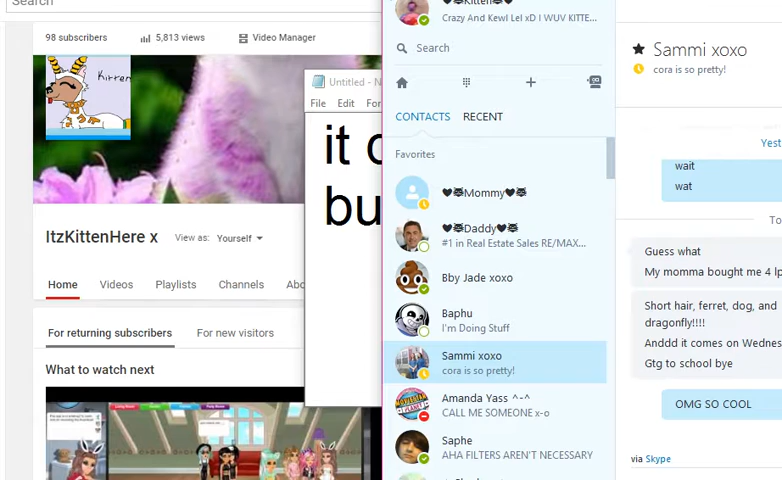 Search
98 subscribers
5,813 views
Video Manager
Kitten
ItzKittenHere x
View as: Yourself
Home
Videos
Playlists
Channels
For returning subscribers
For new visitors
What to watch next
Untitled - N
File
Edit
it
bu
♥😻Kitten♥😻
Crazy And Kewl Lel xD I WUV KITTE...
Search
CONTACTS
RECENT
Favorites
♥😻Mommy♥😻
♥😻Daddy♥😻
#1 in Real Estate Sales RE/MAX...
Bby Jade xoxo
Baphu
I'm Doing Stuff
Sammi xoxo
cora is so pretty!
Amanda Yass ^-^
CALL ME SOMEONE x-o
Saphe
AHA FILTERS AREN'T NECESSARY
Sammi xoxo
cora is so pretty!
Yest
wait
wat
To
Guess what
My momma bought me 4 lp
Short hair, ferret, dog, and
dragonfly!!!!
Anddd it comes on Wednes
Gtg to school bye
OMG SO COOL
via Skype